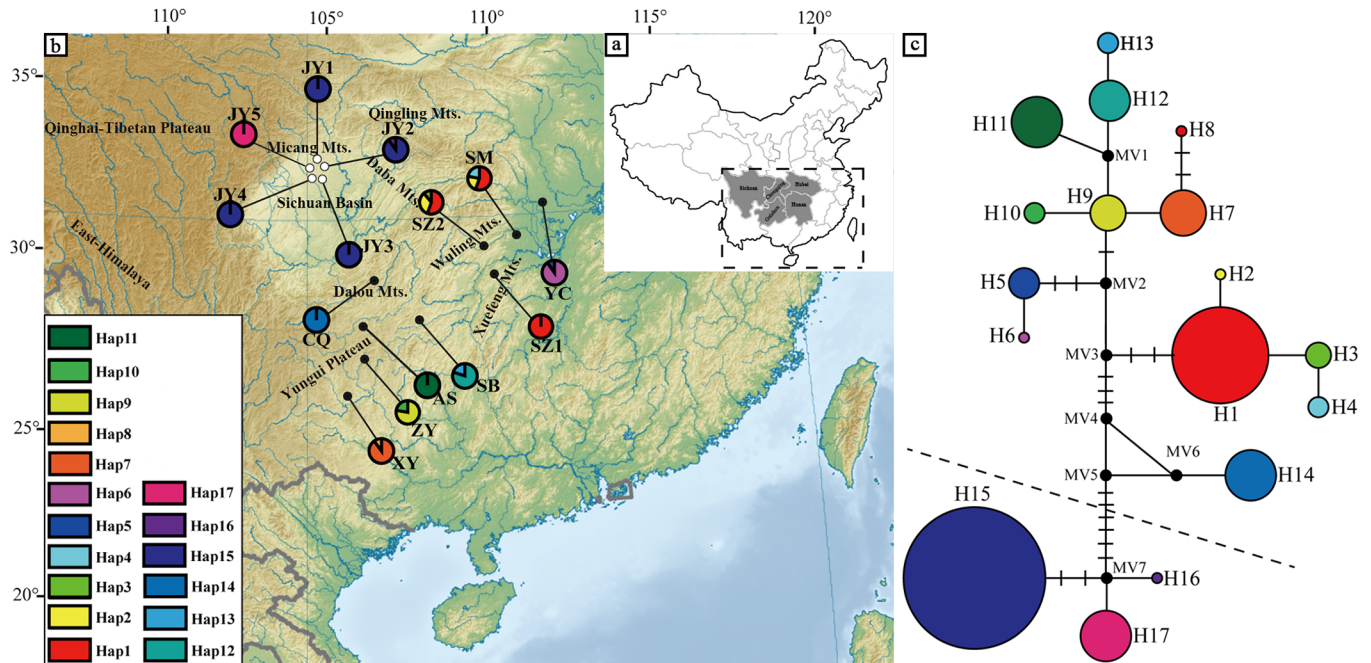 110°
105°
110°
115°
120°
b
a
c
35°
30°
25°
20°
JY1
JY5
Qinghai-Tibetan Plateau
Qingling Mts.
JY2
Micang Mts.
SM
Daba Mts.
JY4
Sichuan Basin
SZ2
Wuling Mts.
East-Himalaya
JY3
YC
Dalou Mts.
Xuefeng Mts.
CQ
SZ1
Yungui Plateau
SB
AS
ZY
XY
Sichuan
Hubei
Hunan
Hap11
Hap10
Hap9
Hap8
Hap7
Hap6
Hap5
Hap4
Hap3
Hap2
Hap1
Hap17
Hap16
Hap15
Hap14
Hap13
Hap12
H13
H12
H11
H8
MV1
H9
H10
H7
H5
MV2
H2
H6
MV3
H3
H1
H4
MV4
MV6
MV5
H14
H15
MV7
H16
H17